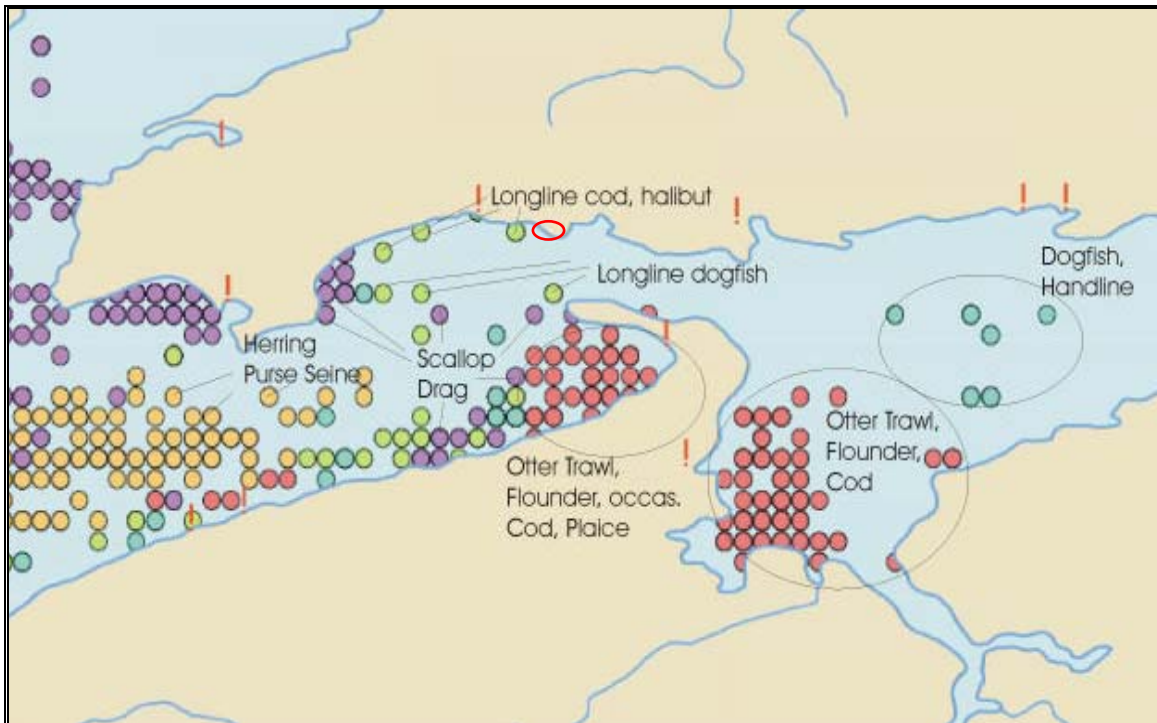 Longline cod, halibut
Longline dogfish
Dogfish,
Handline
Herring
Purse Seine
Scallop
Drag
Otter Trawl,
Flounder,
Cod
Otter Trawl,
Flounder, occas.
Cod, Plaice